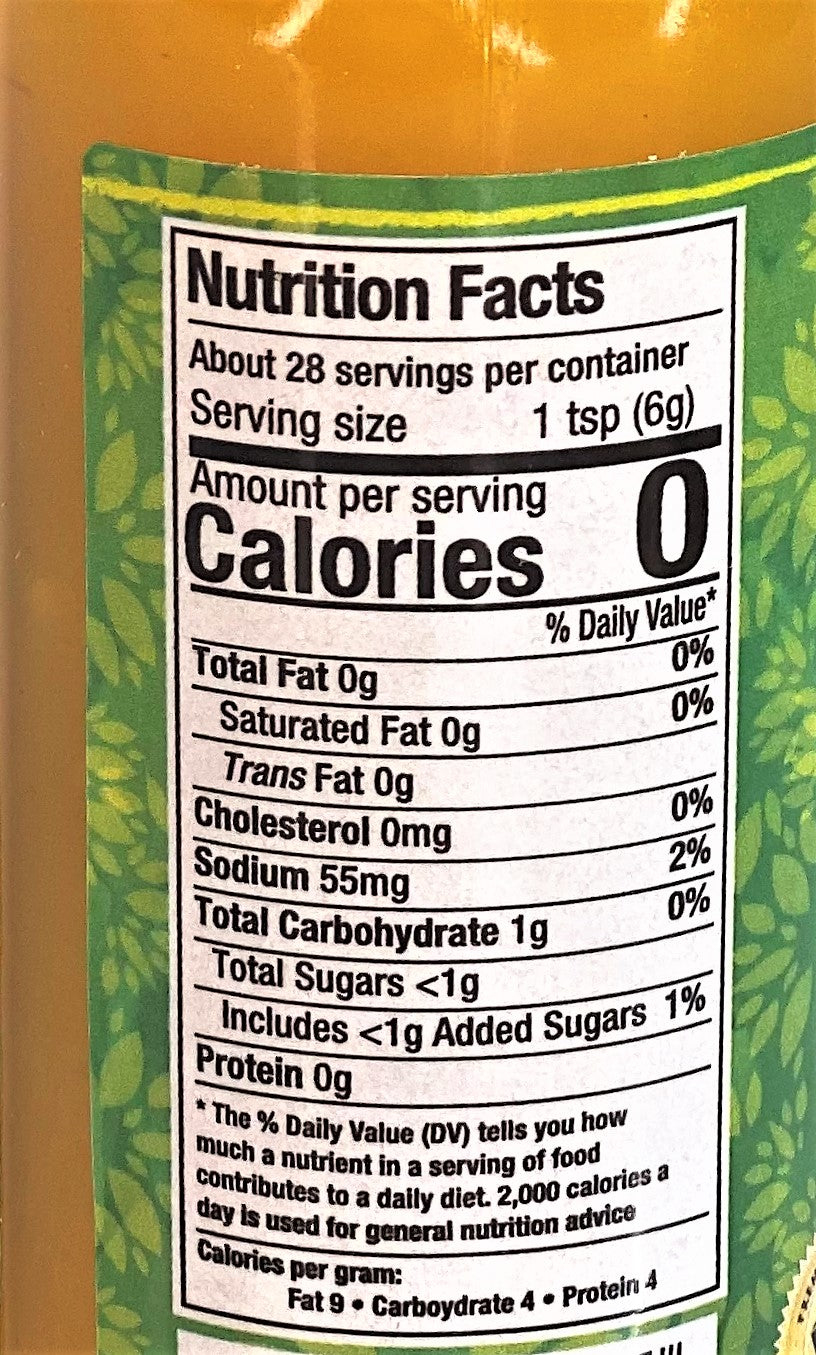 Nutrition Facts
About 28 servings per container
Serving size 1 tsp (6g)
Amount per serving
Calories 0
% Daily Value*
Total Fat 0g 0%
Saturated Fat 0g 0%
Trans Fat 0g
Cholesterol 0mg 0%
Sodium 55mg 2%
Total Carbohydrate 1g 0%
Total Sugars <1g
Includes <1g Added Sugars 1%
Protein 0g
* The % Daily Value (DV) tells you how
much a nutrient in a serving of food
contributes to a daily diet. 2,000 calories a
day is used for general nutrition advice
Calories per gram:
Fat 9 • Carboydrate 4 • Protein 4